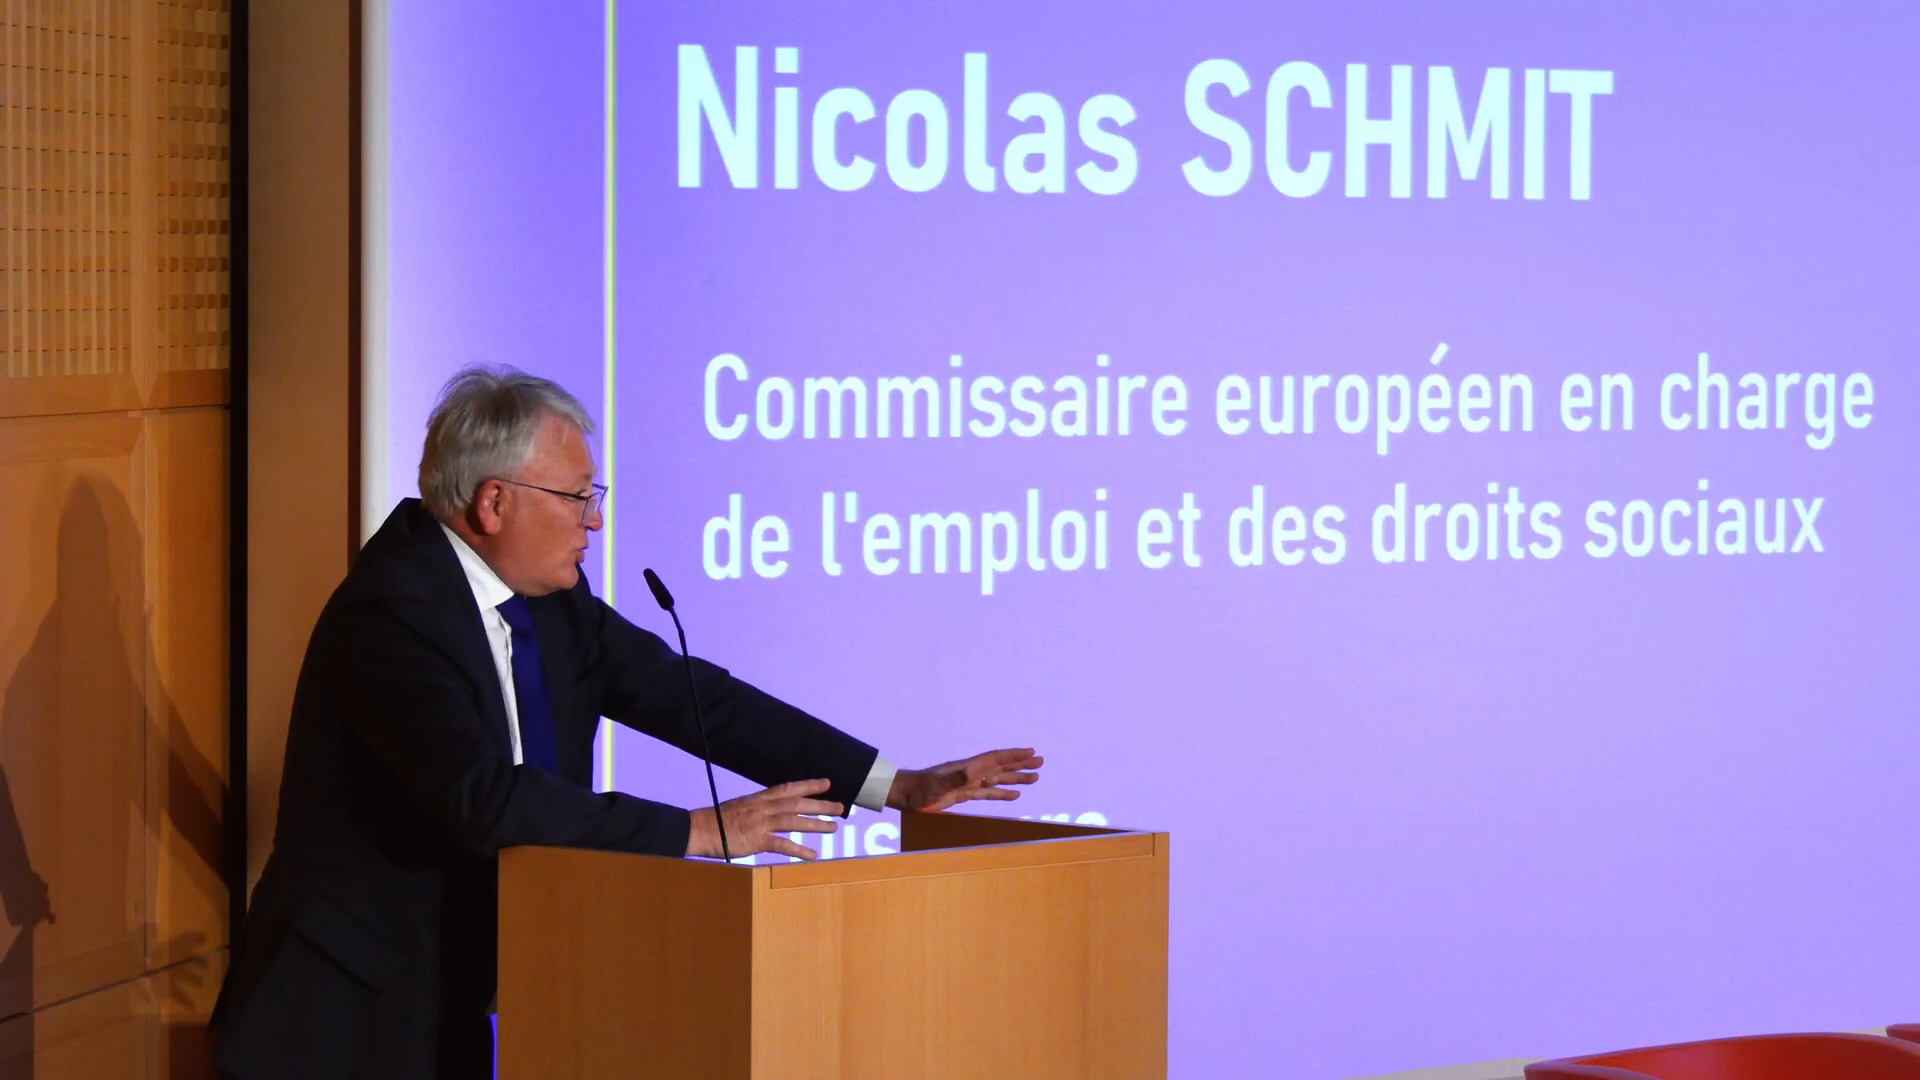 Nicolas SCHMIT
Commissaire européen en charge
de l'emploi et des droits sociaux